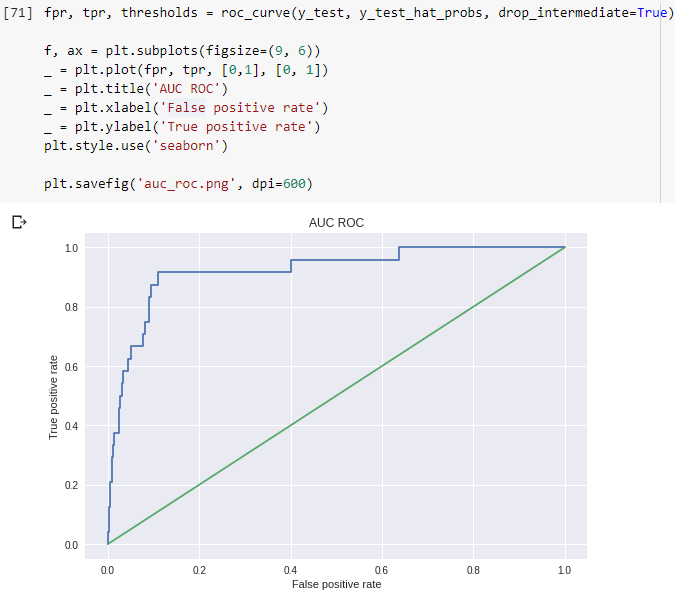 [71] fpr, tpr, thresholds = roc_curve(y_test, y_test_hat_probs, drop_intermediate=True)
f, ax = plt.subplots(figsize=(9, 6))
_ = plt.plot(fpr, tpr, [0,1], [0, 1])
_ = plt.title('AUC ROC')
_ = plt.xlabel('False positive rate')
_ = plt.ylabel('True positive rate')
plt.style.use('seaborn')
plt.savefig('auc_roc.png', dpi=600)
AUC ROC
1.0
0.8
0.6
0.4
0.2
0.0
True positive rate
0.0 0.2 0.4 0.6 0.8 1.0
False positive rate